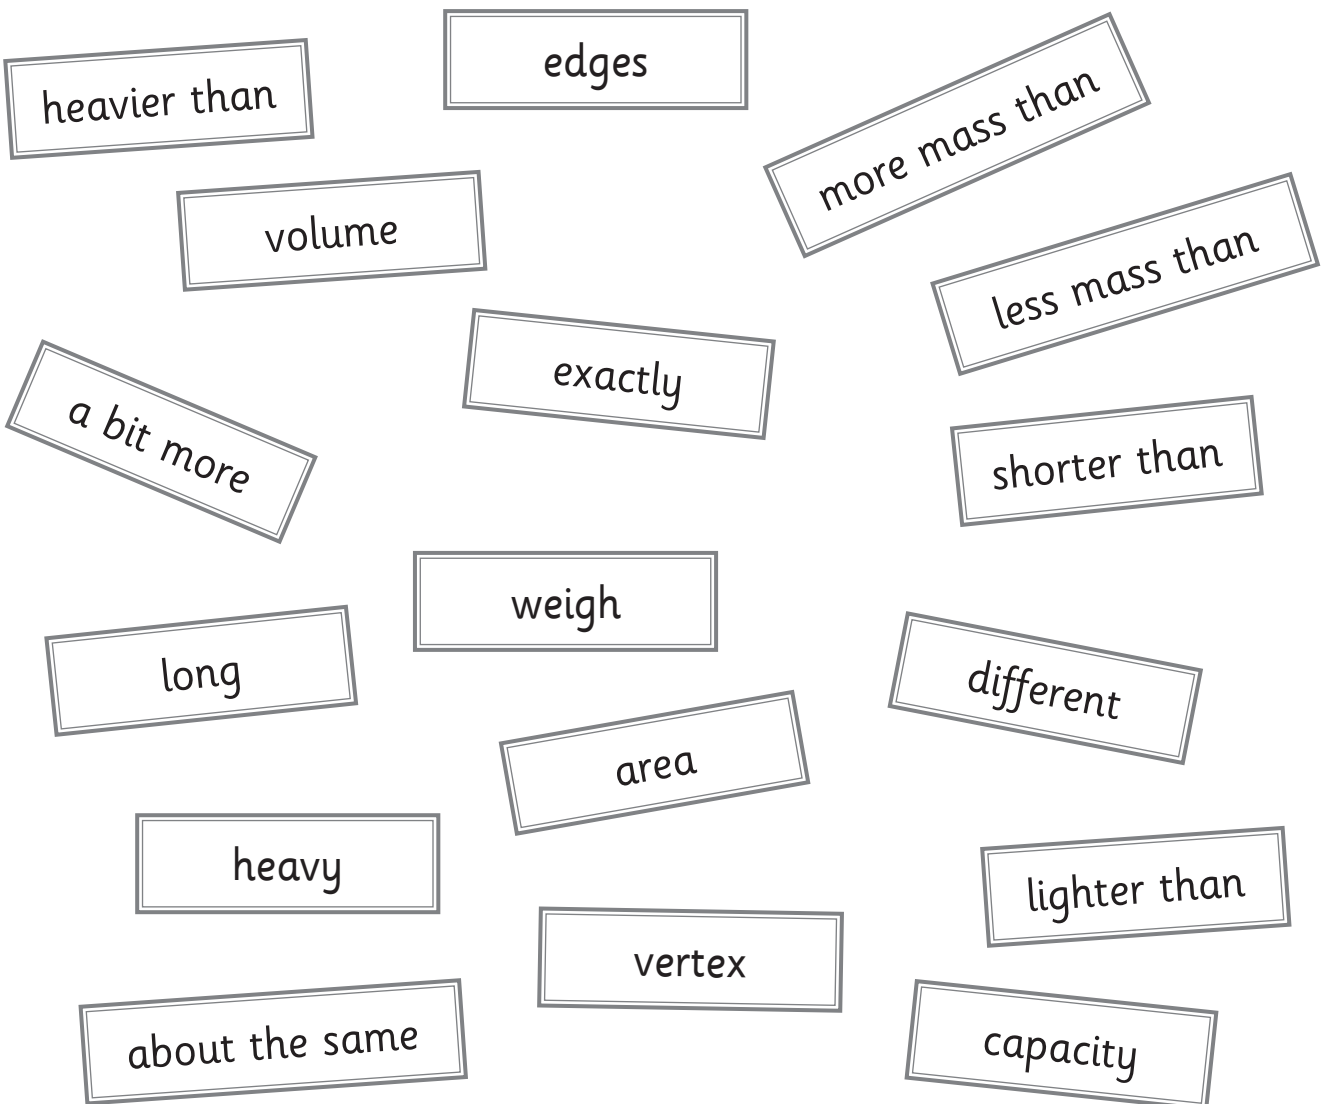 edges
heavier than
more mass than
volume
less mass than
exactly
a bit more
shorter than
weigh
long
different
area
heavy
lighter than
vertex
about the same
capacity